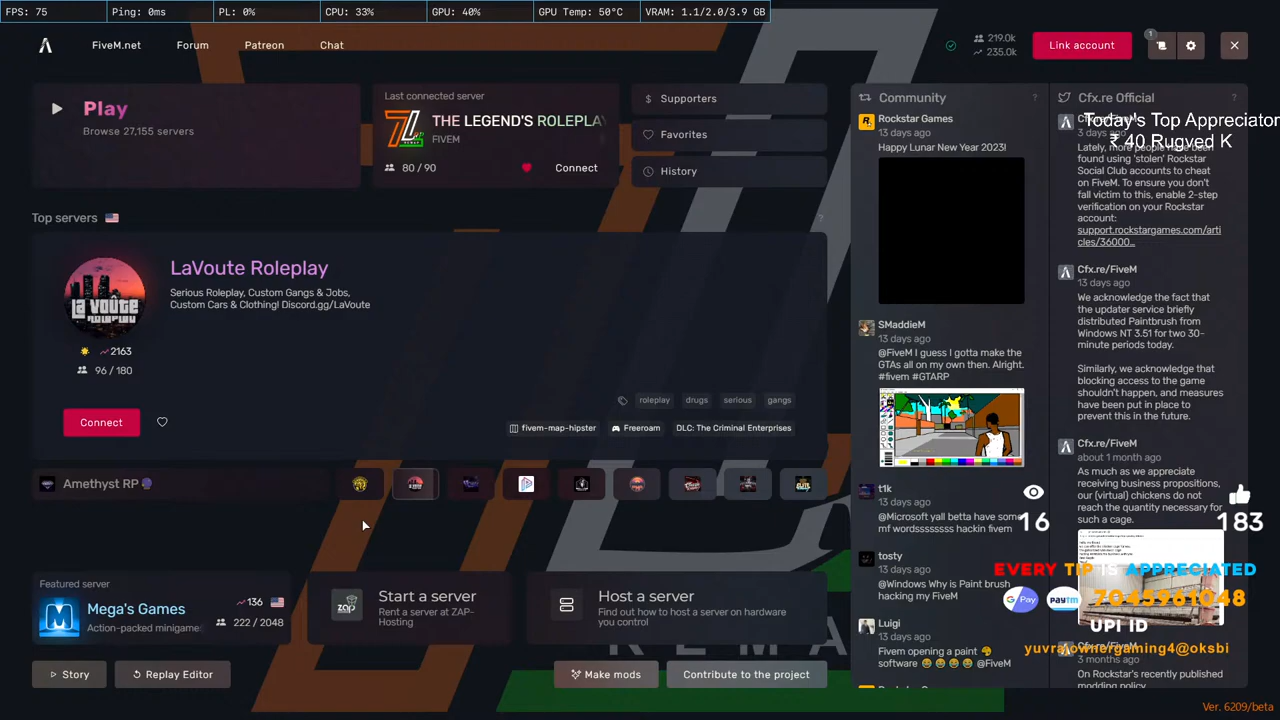 FPS: 75
Ping: 0ms
PL: 0%
CPU: 33%
GPU: 40%
GPU Temp: 50°C
VRAM: 1.1/2.0/3.9 GB
FiveM.net
Forum
Patreon
Chat
219.0k
235.0k
Link account
1
Play
Browse 27,155 servers
Last connected server
THE LEGEND'S ROLEPLAY
FIVEM
80 / 90
Connect
$ Supporters
Favorites
History
Top servers
?
LA VOÛTE
LaVoute Roleplay
Serious Roleplay, Custom Gangs & Jobs,
Custom Cars & Clothing! Discord.gg/LaVoute
2163
96 / 180
Connect
roleplay
drugs
serious
gangs
fivem-map-hipster
Freeroam
DLC: The Criminal Enterprises
Amethyst RP
Featured server
Mega's Games
Action-packed minigame
136
222 / 2048
ZAP
Start a server
Rent a server at ZAP-
Hosting
Host a server
Find out how to host a server on hardware
you control
Story
Replay Editor
Make mods
Contribute to the project
Community
?
Rockstar Games
13 days ago
Happy Lunar New Year 2023!
SMaddieM
13 days ago
@FiveM I guess I gotta make the
GTAs all on my own then. Alright.
#fivem #GTARP
t1k
13 days ago
@Microsoft yall betta have some
mf wordsssssss hackin fivem
tosty
13 days ago
@Windows Why is Paint brush
hacking my FiveM
Luigi
13 days ago
Fivem opening a paint
software 😂 😂 😂 😂 @FiveM
Cfx.re Official
?
Today's Top Appreciator
₹ 40 Rugved K
3 days ago
Lately, more people have been
found using 'stolen' Rockstar
Social Club accounts to cheat
on FiveM. To ensure you don't
fall victim to this, enable 2-step
verification on your Rockstar
account:
support.rockstargames.com/arti
cles/36000…
Cfx.re/FiveM
13 days ago
We acknowledge the fact that
the updater service briefly
distributed Paintbrush from
Windows NT 3.51 for two 30-
minute periods today.
Similarly, we acknowledge that
blocking access to the game
shouldn't happen, and measures
have been put in place to
prevent this in the future.
Cfx.re/FiveM
about 1 month ago
As much as we appreciate
receiving business propositions,
our (virtual) chickens do not
reach the quantity necessary for
such a cage.
16
183
EVERY TIP IS APPRECIATED
G Pay
paytm
7045961048
UPI ID
yuvrajownergaming4@oksbi
Cfx.re/FiveM
3 months ago
On Rockstar's recently published
modding policy
Ver. 6209/beta